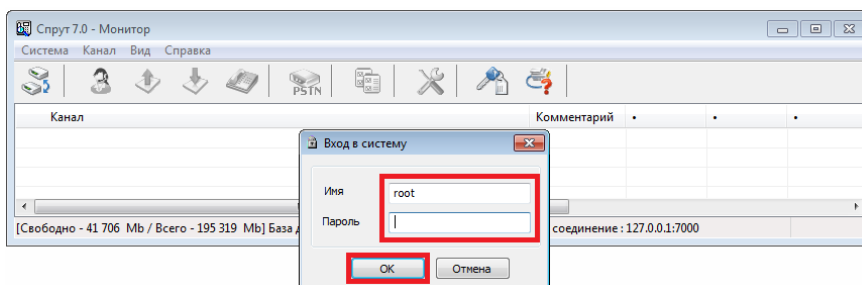 Спрут 7.0 - Монитор
Система Канал Вид Справка
PSTN
Канал Комментарий
Вход в систему
Имя root
Пароль
[Свободно - 41 706 Mb / Всего - 195 319 Mb] База соединение : 127.0.0.1:7000
OK Отмена